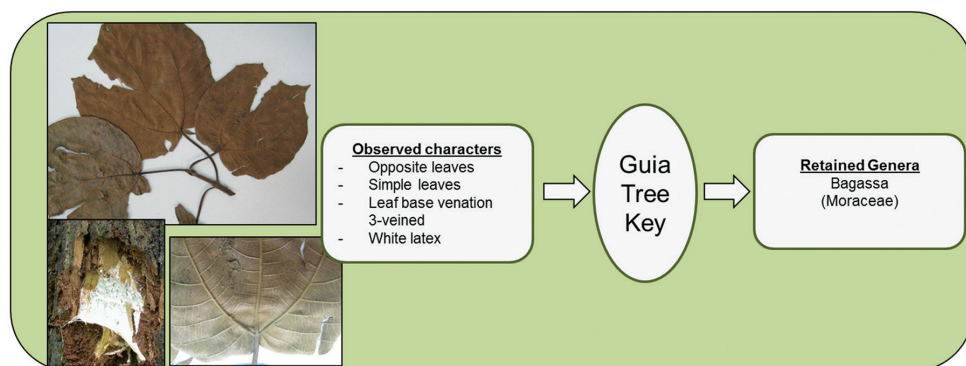 Observed characters
- Opposite leaves
- Simple leaves
- Leaf base venation
3-veined
- White latex
Guia
Tree
Key
Retained Genera
Bagassa
(Moraceae)